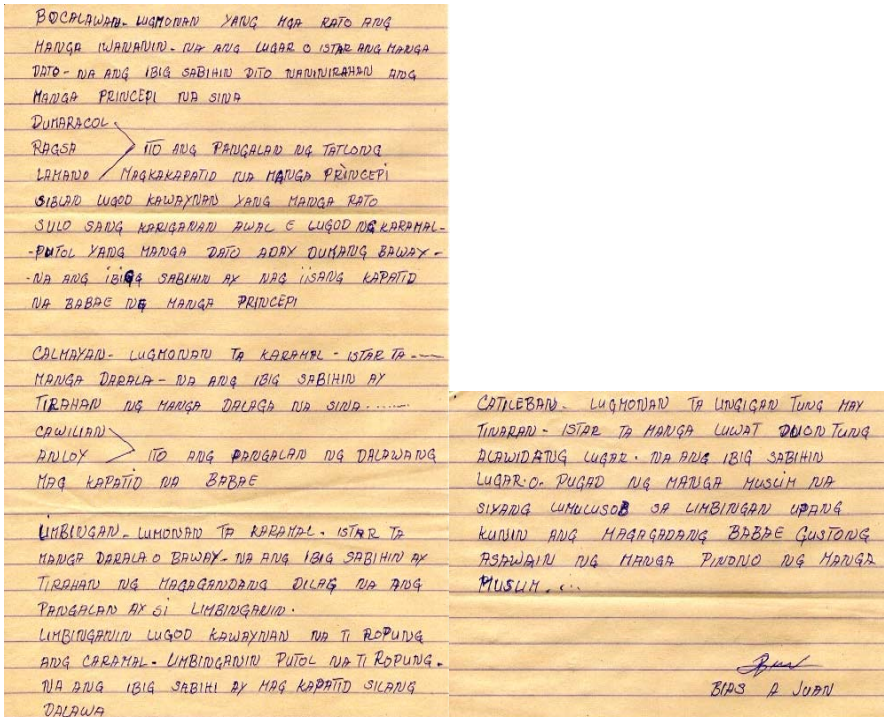 BOCALAWAN- LUGMONAN YANG MGA RATO ANG
MANGA IWANANIN- NA ANG LUGAR O ISTAR ANG MANGA
DATO- NA ANG IBIG SABIHIN DITO NANINIRAHAN ANG
MANGA PRINCEPI NA SINA
DUMARACOL
RAGSA ITO ANG PANGALAN NG TATLONG
LAMANO MAGKAKAPATID NA MANGA PRINCEPI
SIBLAN LUGOD KAWAYNAN YANG MANGA RATO
SULO SANG KARIGANAN AWAL E LUGOD NG KARAMAL-
-PUTOL YANG MANGA DATO ADAY DUMANG BAWAY-
-NA ANG IBIGG SABIHIN AY NAG IISANG KAPATID
NA BABAE NG MANGA PRINCEPI
CALMAYAN- LUGMONAN TA KARAMAL- ISTAR TA----
MANGA DARALA- NA ANG IBIG SABIHIN AY
TIRAHAN NG MANGA DALAGA NA SINA.......
CAWILIAN
ANLOY ITO ANG PANGALAN NG DALAWANG
MAG KAPATID NA BABAE
LIMBINGAN- LUMONAN TA KARAMAL. ISTAR TA
MANGA DARALA O BAWAY- NA ANG IBIG SABIHIN AY
TIRAHAN NG MAGAGANDANG DILAG NA ANG
PANGALAN AY SI LIMBINGANIN.
LIMBINGANIN LUGOD KAWAYNAN NA TI ROPUNG
ANG CARAMAL- LIMBINGANIN PUTOL NA TI ROPUNG-
NA ANG IBIG SABIHI AY MAG KAPATID SILANG
DALAWA
CATILEBAN- LUGMONAN TA UNGIGAN TUNG MAY
TINARAN- ISTAR TA MANGA LUWAT DUON TUNG
ALAWIDANG LUGAR. NA ANG IBIG SABIHIN
LUGAR.O. PUGAD NG MANGA MUSLIM NA
SIYANG LUMULUSOB SA LIMBINGAN UPANG
KUNIN ANG MAGAGADANG BABAE GUSTONG
ASAWAIN NG MANGA PINONO NG MANGA
MUSLIM....
BIAS A JUAN